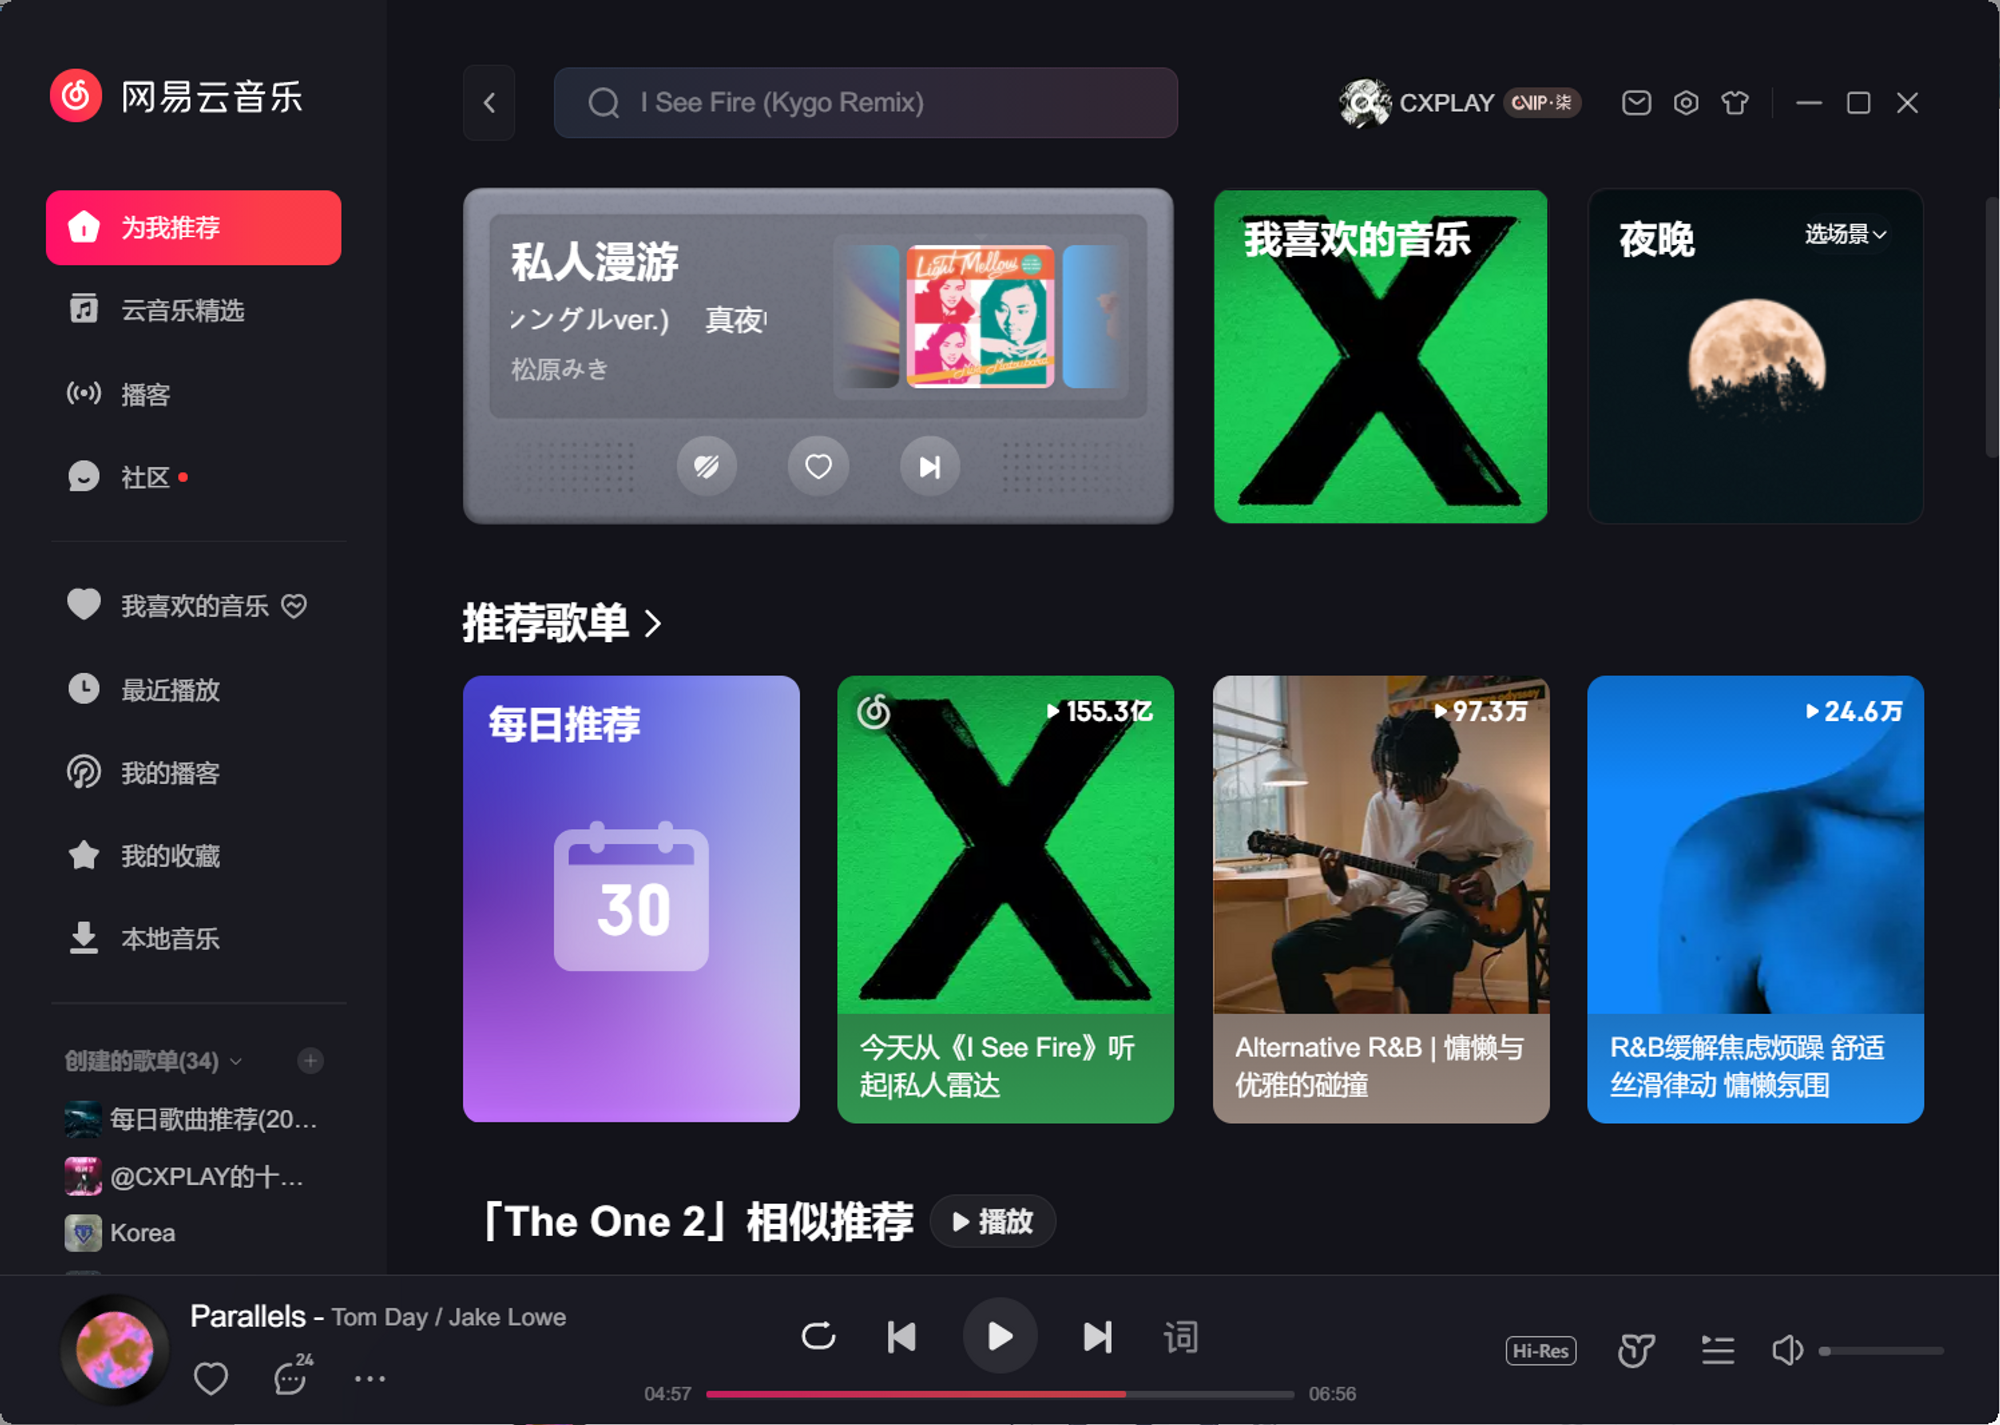 网易云音乐
I See Fire (Kygo Remix)
CXPLAY
VIP·柒
为我推荐
云音乐精选
播客
社区
我喜欢的音乐
最近播放
我的播客
我的收藏
本地音乐
创建的歌单(34)
每日歌曲推荐(20...
@CXPLAY的十...
Korea
私人漫游
ングルver.) 真夜
松原みき
Light Mellow
我喜欢的音乐
夜晚
选场景
推荐歌单
每日推荐
30
155.3亿
今天从《I See Fire》听
起|私人雷达
97.3万
Alternative R&B | 慵懒与
优雅的碰撞
24.6万
R&B缓解焦虑烦躁 舒适
丝滑律动 慵懒氛围
「The One 2」相似推荐
播放
Parallels - Tom Day / Jake Lowe
24
词
04:57
06:56
Hi-Res